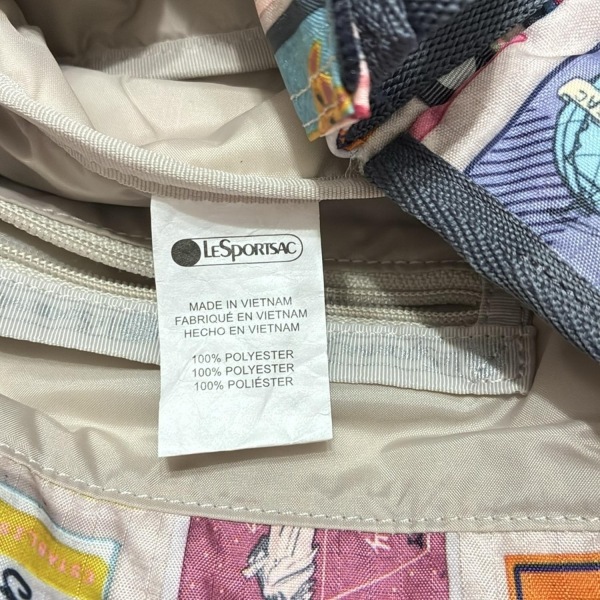 LESPORTSAC
MADE IN VIETNAM
FABRIQUÉ EN VIETNAM
HECHO EN VIETNAM
100% POLYESTER
100% POLYESTER
100% POLIÉSTER